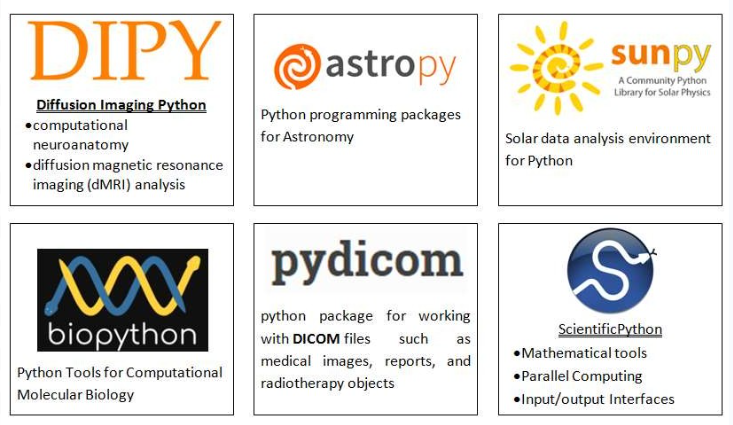 DIPY
Diffusion Imaging Python
•computational
neuroanatomy
•diffusion magnetic resonance
imaging (dMRI) analysis
astropy
Python programming packages
for Astronomy
sunpy
A Community Python
Library for Solar Physics
Solar data analysis environment
for Python
biopython
Python Tools for Computational
Molecular Biology
pydicom
python package for working
with DICOM files such as
medical images, reports, and
radiotherapy objects
ScientificPython
•Mathematical tools
•Parallel Computing
•Input/output Interfaces